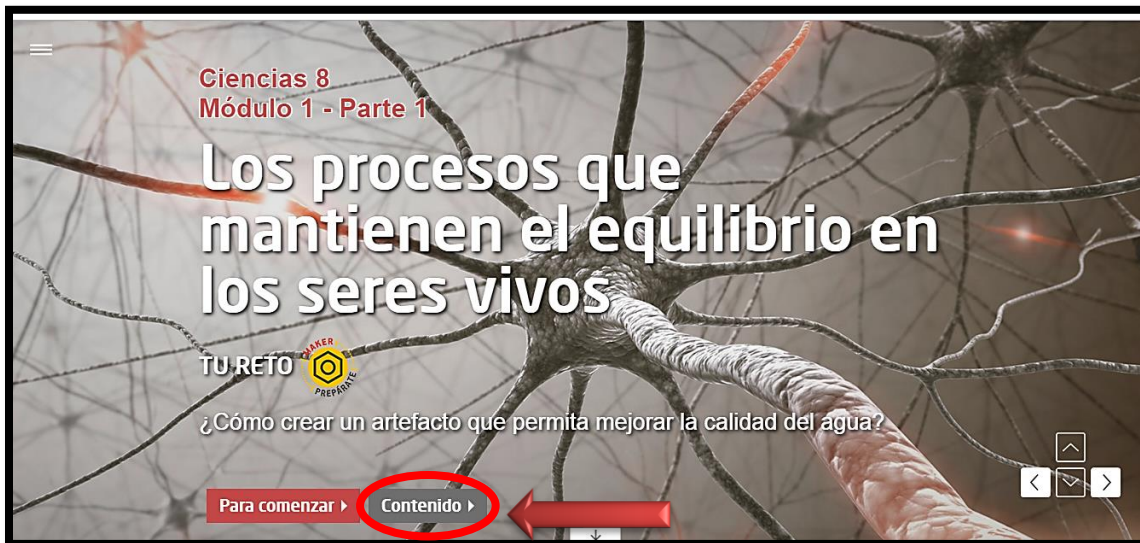 Ciencias 8
Módulo 1 - Parte 1
Los procesos que
mantienen el equilibrio en
los seres vivos
TU RETO
MAKER
PREPÁRATE
¿Cómo crear un artefacto que permita mejorar la calidad del agua?
Para comenzar
Contenido